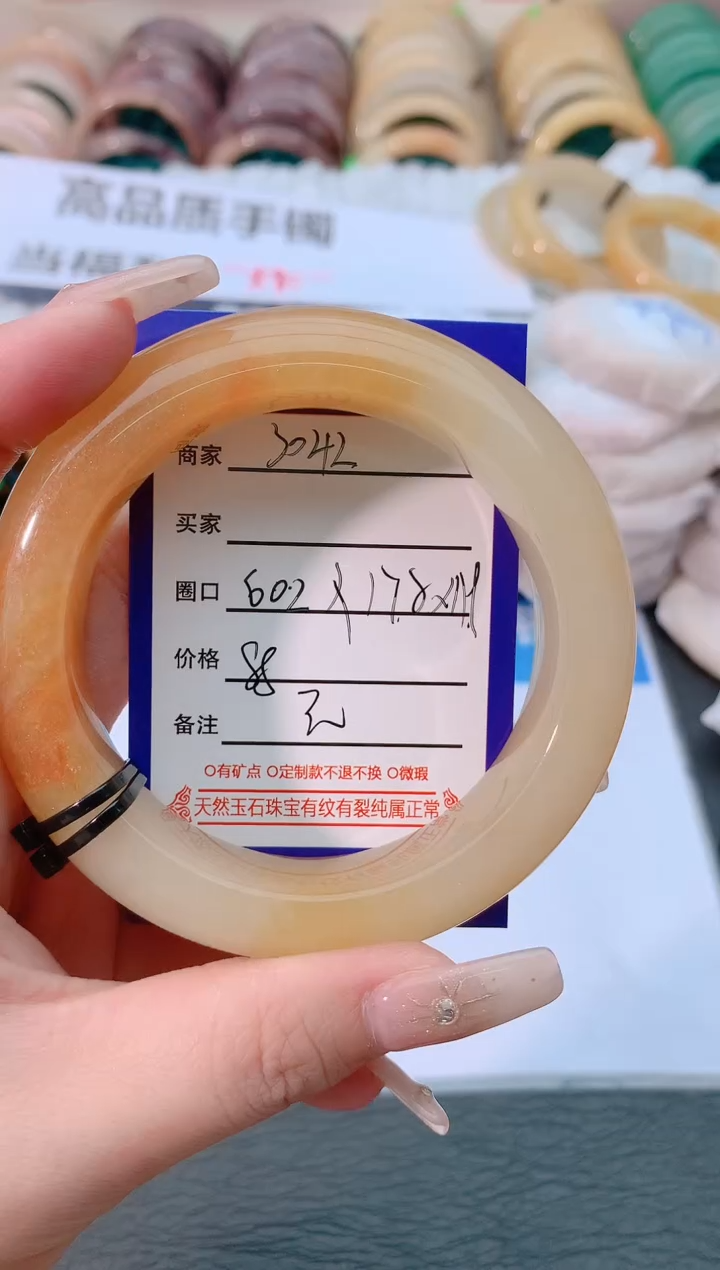 高品质手镯
商家 3042
买家
圈口 60.2 X 17.8x11.1
价格 88
备注
○有矿点 ○定制款不退不换 ○微瑕
天然玉石珠宝有纹有裂纯属正常